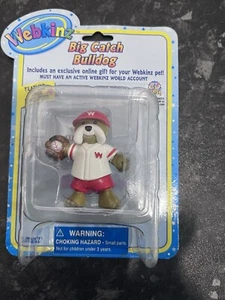 Webkinz
Big Catch
Bulldog
Includes an exclusive online gift for your Webkinz pet!
MUST HAVE AN ACTIVE WEBKINZ WORLD ACCOUNT
W
W
WARNING:
CHOKING HAZARD - Small parts.
Not for children under 3 years.